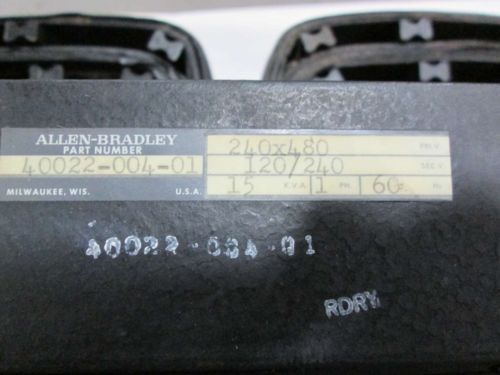 ALLEN-BRADLEY
PART NUMBER
40022-004-01
MILWAUKEE, WIS. U.S.A.
240x480 PRI.V.
120/240 SEC.V.
15 K.V.A. 1 PH. 60
40022-004-01
RDRY